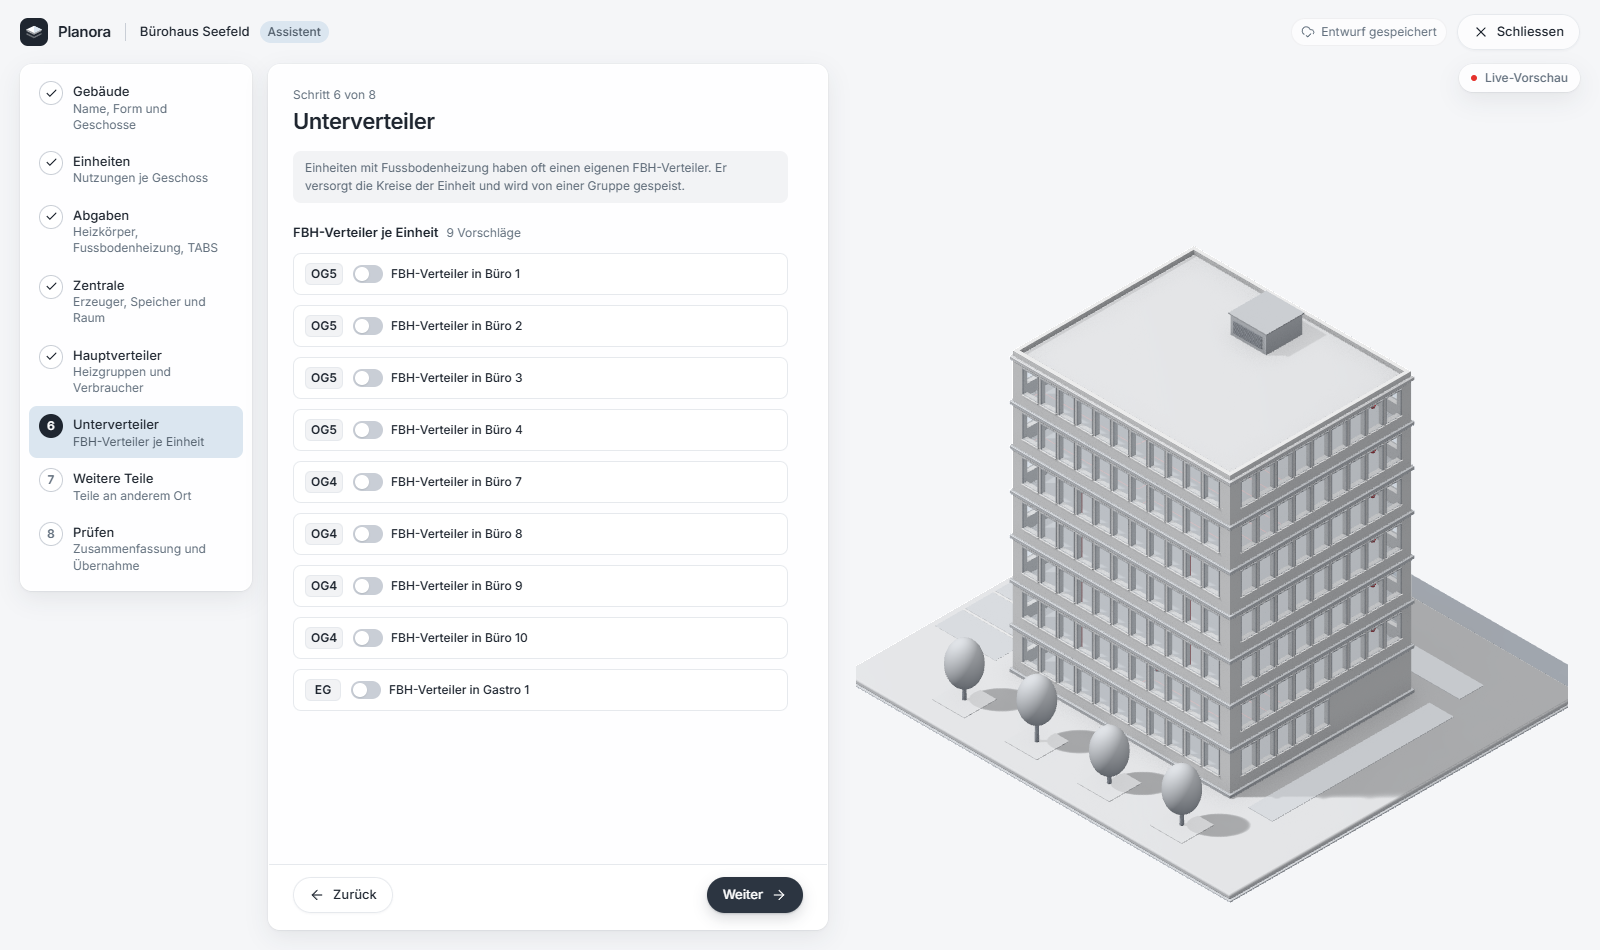 Planora
Bürohaus Seefeld
Assistent
Entwurf gespeichert
Schliessen
Live-Vorschau
Gebäude
Name, Form und
Geschosse
Einheiten
Nutzungen je Geschoss
Abgaben
Heizkörper,
Fussbodenheizung, TABS
Zentrale
Erzeuger, Speicher und
Raum
Hauptverteiler
Heizgruppen und
Verbraucher
6
Unterverteiler
FBH-Verteiler je Einheit
7
Weitere Teile
Teile an anderem Ort
8
Prüfen
Zusammenfassung und
Übernahme
Schritt 6 von 8
Unterverteiler
Einheiten mit Fussbodenheizung haben oft einen eigenen FBH-Verteiler. Er
versorgt die Kreise der Einheit und wird von einer Gruppe gespeist.
FBH-Verteiler je Einheit 9 Vorschläge
OG5 FBH-Verteiler in Büro 1
OG5 FBH-Verteiler in Büro 2
OG5 FBH-Verteiler in Büro 3
OG5 FBH-Verteiler in Büro 4
OG4 FBH-Verteiler in Büro 7
OG4 FBH-Verteiler in Büro 8
OG4 FBH-Verteiler in Büro 9
OG4 FBH-Verteiler in Büro 10
EG FBH-Verteiler in Gastro 1
Zurück
Weiter